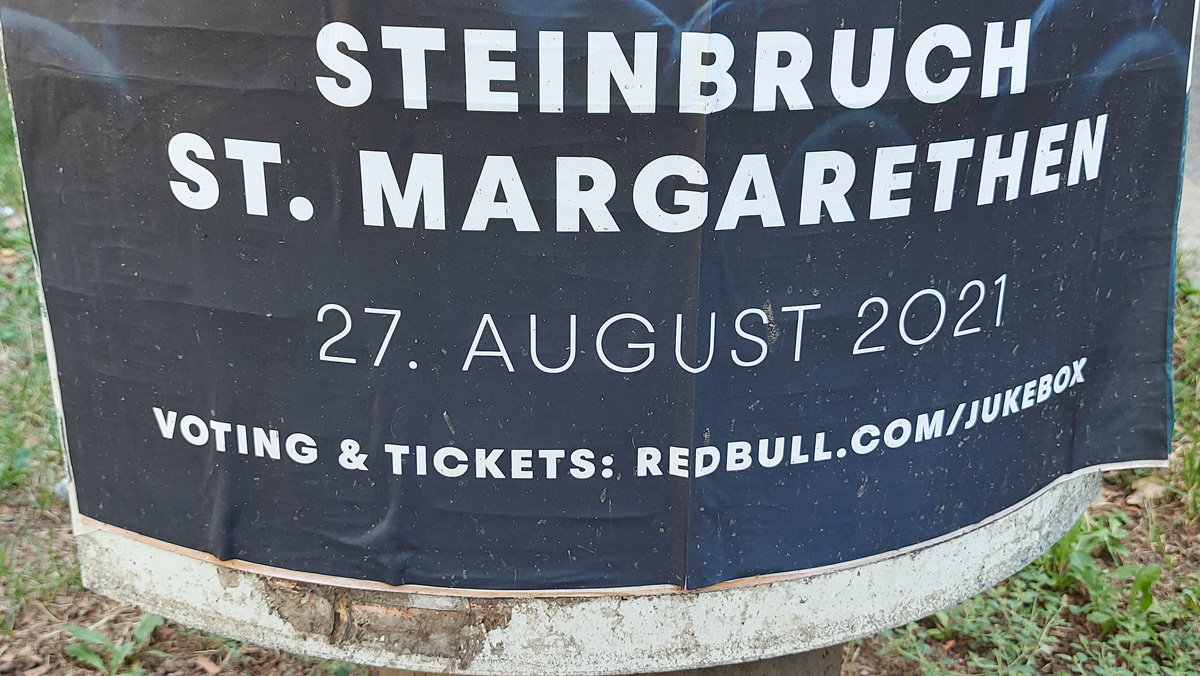 STEINBRUCH
ST. MARGARETHEN
27. AUGUST 2021
VOTING & TICKETS: REDBULL.COM/JUKEBOX